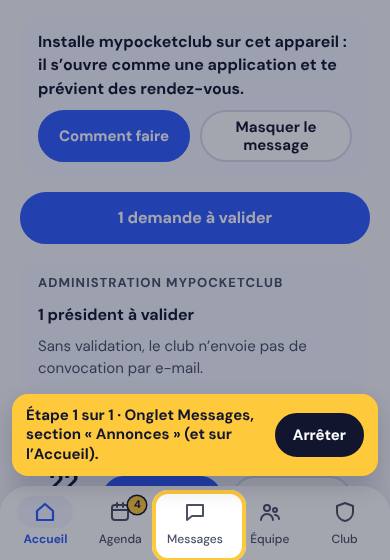 Installe mypocketclub sur cet appareil :
il s’ouvre comme une application et te
prévient des rendez-vous.
Comment faire
Masquer le
message
1 demande à valider
ADMINISTRATION MYPOCKETCLUB
1 président à valider
Sans validation, le club n’envoie pas de
convocation par e-mail.
Étape 1 sur 1 · Onglet Messages,
section « Annonces » (et sur
l’Accueil).
Arrêter
4
Accueil
Agenda
Messages
Équipe
Club